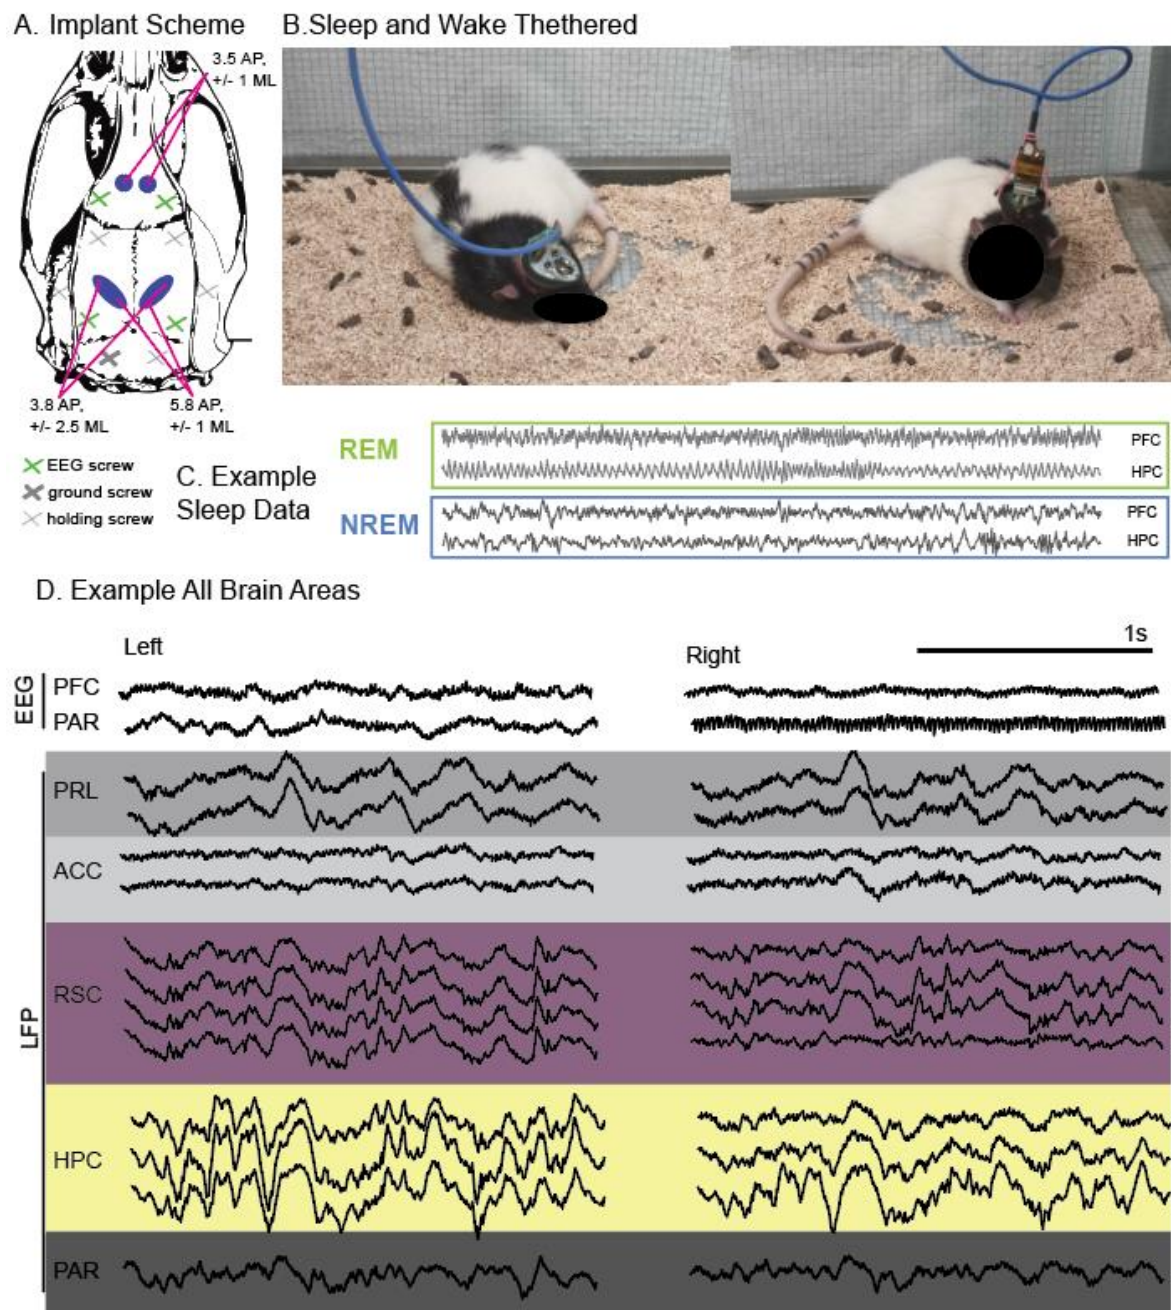 A. Implant Scheme
B.Sleep and Wake Thethered
3.5 AP,
+/- 1 ML
3.8 AP,
+/- 2.5 ML
5.8 AP,
+/- 1 ML
EEG screw
ground screw
holding screw
C. Example
Sleep Data
REM
PFC
HPC
NREM
PFC
HPC
D. Example All Brain Areas
Left
Right
1s
EEG
PFC
PAR
LFP
PRL
ACC
RSC
HPC
PAR